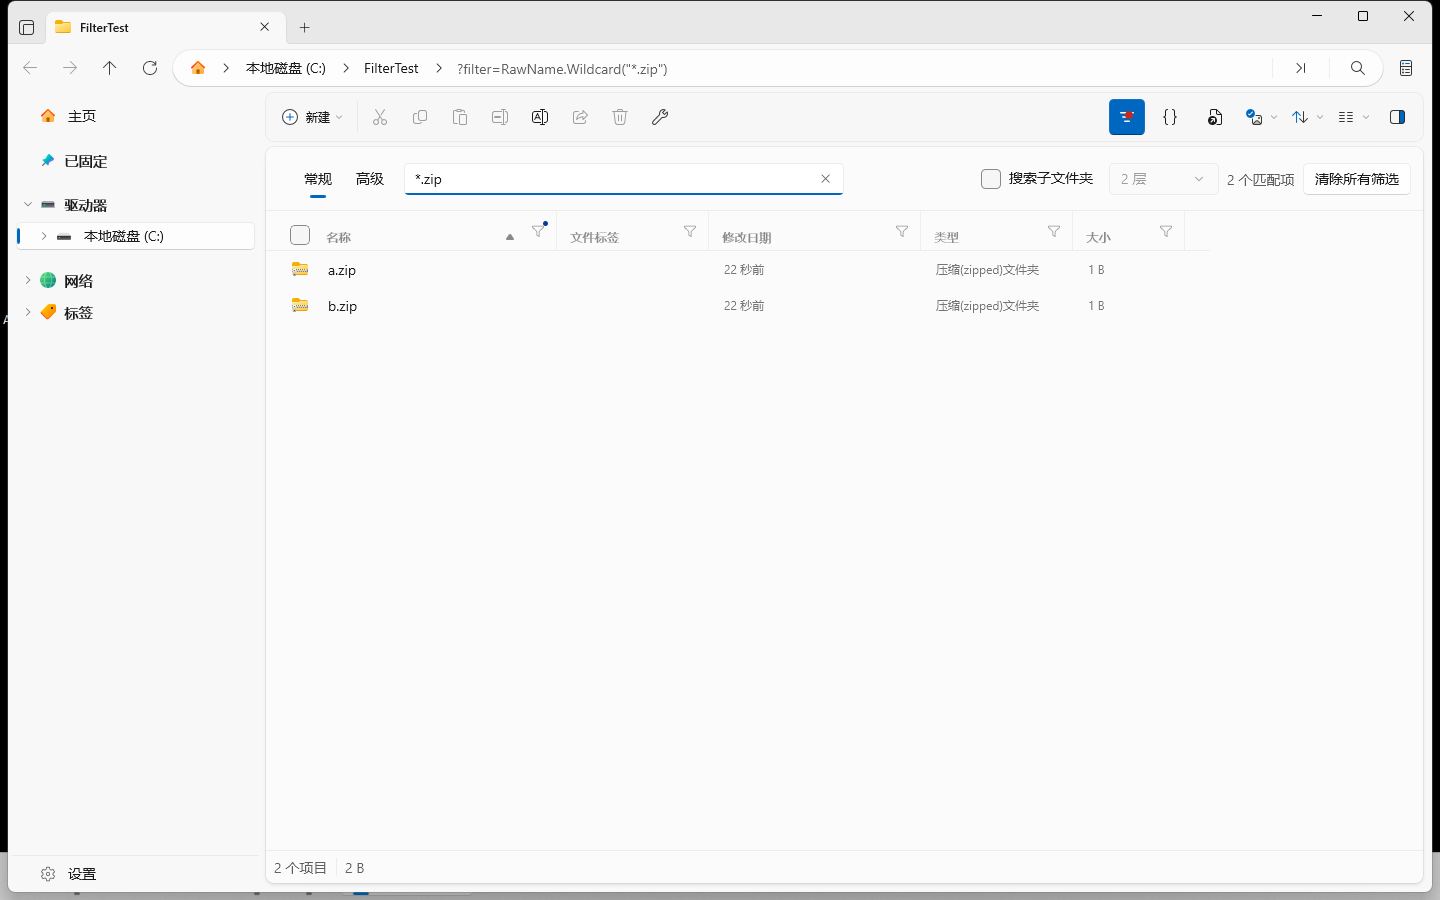 FilterTest
本地磁盘 (C:) FilterTest ?filter=RawName.Wildcard("*.zip")
主页
已固定
驱动器
本地磁盘 (C:)
网络
标签
设置
新建
常规 高级 *.zip 搜索子文件夹 2 层 2 个匹配项 清除所有筛选
名称 文件标签 修改日期 类型 大小
a.zip 22 秒前 压缩(zipped)文件夹 1 B
b.zip 22 秒前 压缩(zipped)文件夹 1 B
2 个项目 2 B